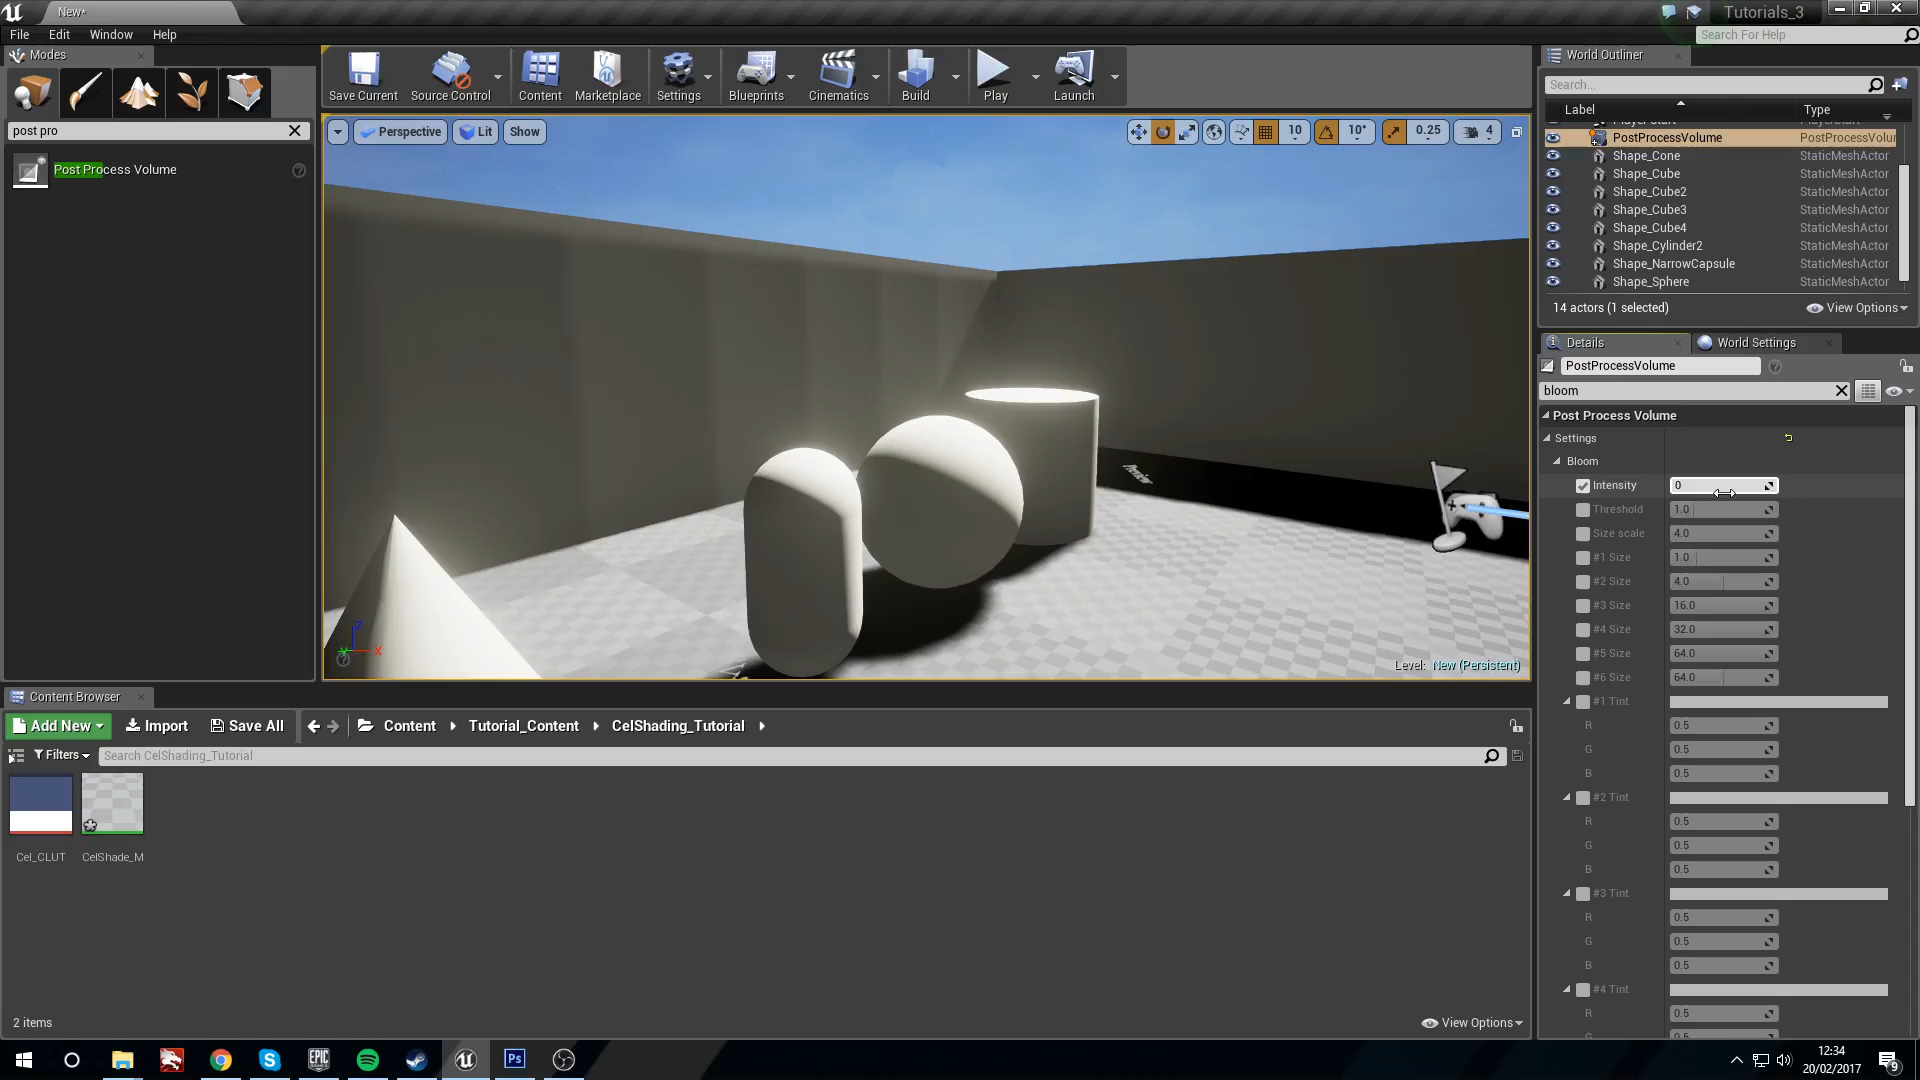 New*
Tutorials_3
File Edit Window Help
Search For Help
Modes
post pro
Post Process Volume
Save Current
Source Control
Content
Marketplace
Settings
Blueprints
Cinematics
Build
Play
Launch
Perspective
Lit
Show
10
10°
0.25
4
Level: New (Persistent)
World Outliner
Search...
Label Type
PostProcessVolume PostProcessVolur
Shape_Cone StaticMeshActor
Shape_Cube StaticMeshActor
Shape_Cube2 StaticMeshActor
Shape_Cube3 StaticMeshActor
Shape_Cube4 StaticMeshActor
Shape_Cylinder2 StaticMeshActor
Shape_NarrowCapsule StaticMeshActor
Shape_Sphere StaticMeshActor
14 actors (1 selected)
View Options
Details
World Settings
PostProcessVolume
bloom
Post Process Volume
Settings
Bloom
Intensity 0
Threshold 1.0
Size scale 4.0
#1 Size 1.0
#2 Size 4.0
#3 Size 16.0
#4 Size 32.0
#5 Size 64.0
#6 Size 64.0
#1 Tint
R 0.5
G 0.5
B 0.5
#2 Tint
R 0.5
G 0.5
B 0.5
#3 Tint
R 0.5
G 0.5
B 0.5
#4 Tint
R 0.5
Content Browser
Add New
Import
Save All
Content
Tutorial_Content
CelShading_Tutorial
Filters
Search CelShading_Tutorial
Cel_CLUT
CelShade_M
2 items
View Options
EPIC
Ps
12:34
20/02/2017
9